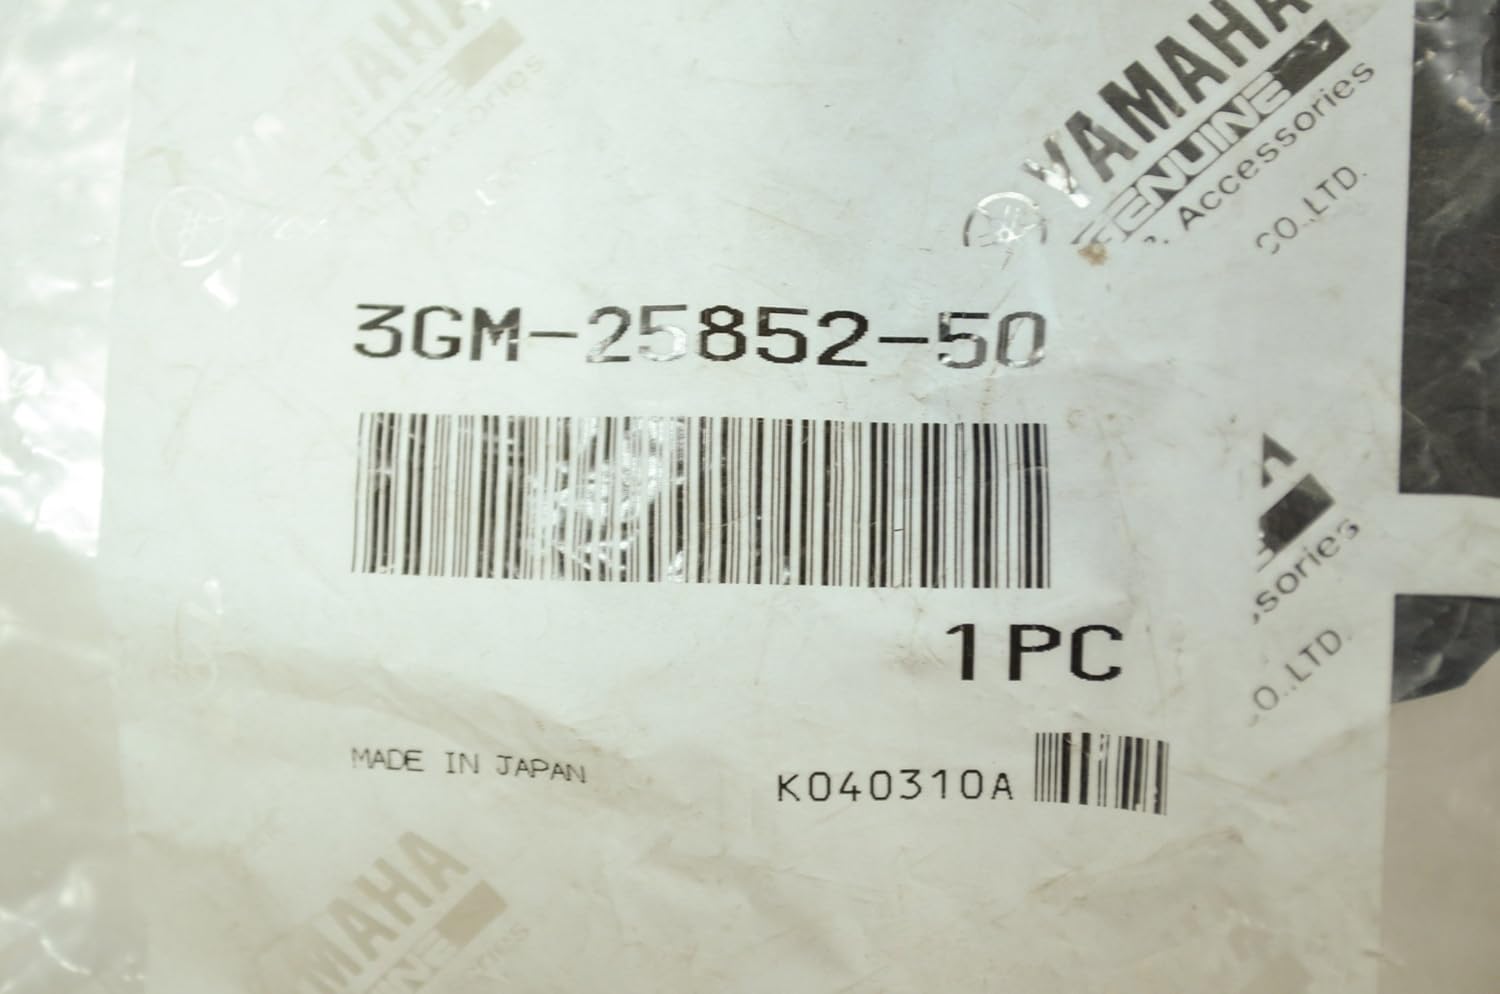 YAMAHA
GENUINE
Accessories
CO.,LTD.
3GM-25852-50
1PC
MADE IN JAPAN
K040310A